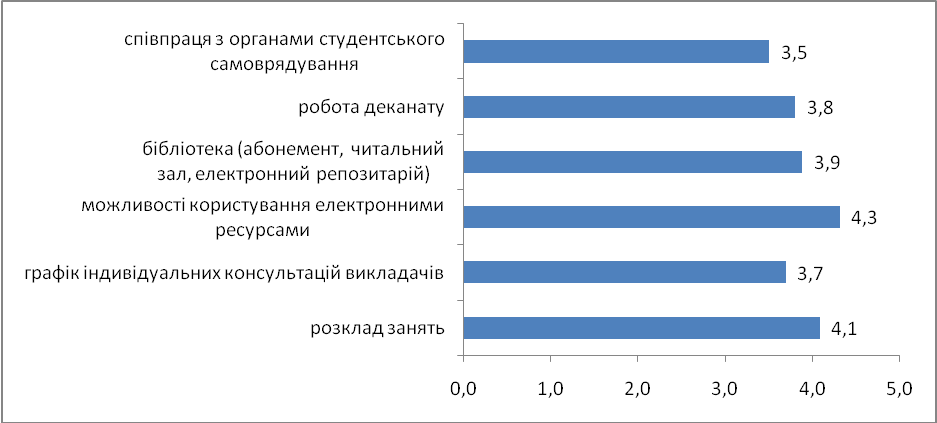 співпраця з органами студентського
самоврядування
3,5
робота деканату
3,8
бібліотека (абонемент, читальний
зал, електронний репозитарій)
3,9
можливості користування електронними
ресурсами
4,3
графік індивідуальних консультацій викладачів
3,7
розклад занять
4,1
0,0 1,0 2,0 3,0 4,0 5,0